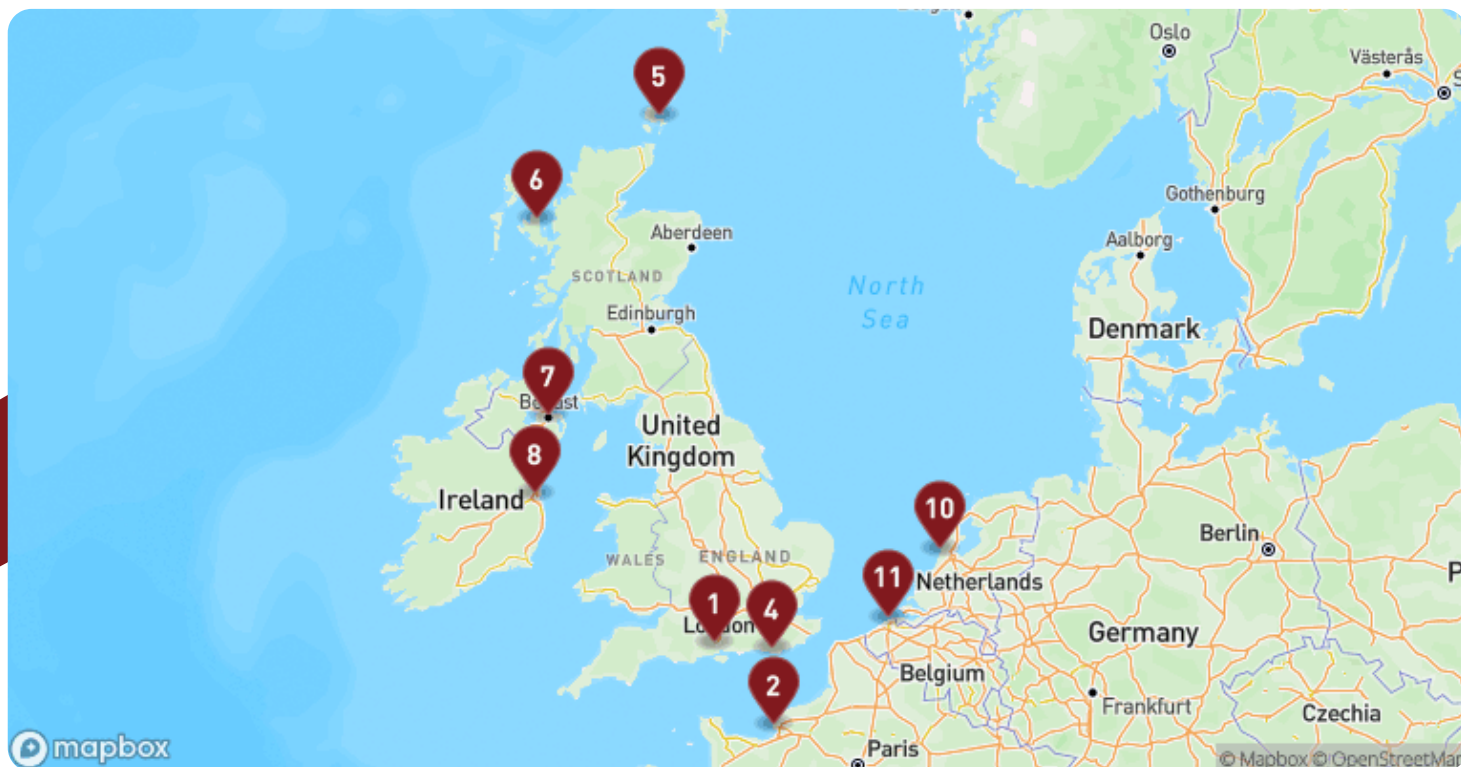 5
Oslo
Västerås
6
Gothenburg
Aberdeen
Aalborg
SCOTLAND
North
Sea
Edinburgh
Denmark
7
United
Kingdom
8
Ireland
10
Berlin
WALES
ENGLAND
11
Netherlands
1
4
London
Germany
Belgium
2
Frankfurt
Czechia
Paris
mapbox
© Mapbox © OpenStreetMap